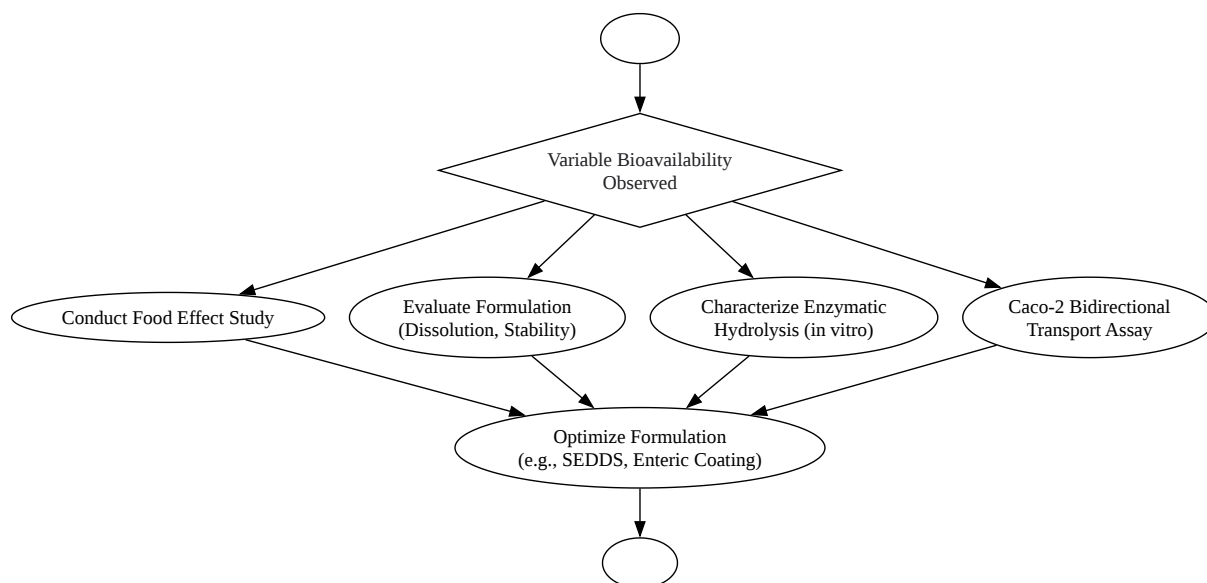 Variable Bioavailability
Observed
Conduct Food Effect Study
Evaluate Formulation
(Dissolution, Stability)
Characterize Enzymatic
Hydrolysis (in vitro)
Caco-2 Bidirectional
Transport Assay
Optimize Formulation
(e.g., SEDDS, Enteric Coating)